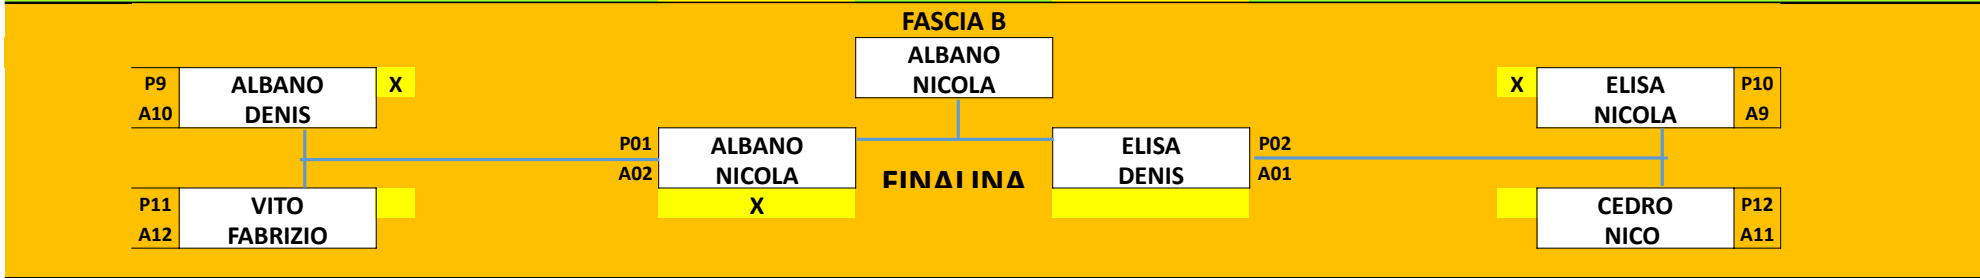 FASCIA B
ALBANO
NICOLA
P9 ALBANO X
A10 DENIS
X ELISA P10
NICOLA A9
P01 ALBANO
A02 NICOLA
X
FINALINA
ELISA P02
DENIS A01
P11 VITO
A12 FABRIZIO
CEDRO P12
NICO A11